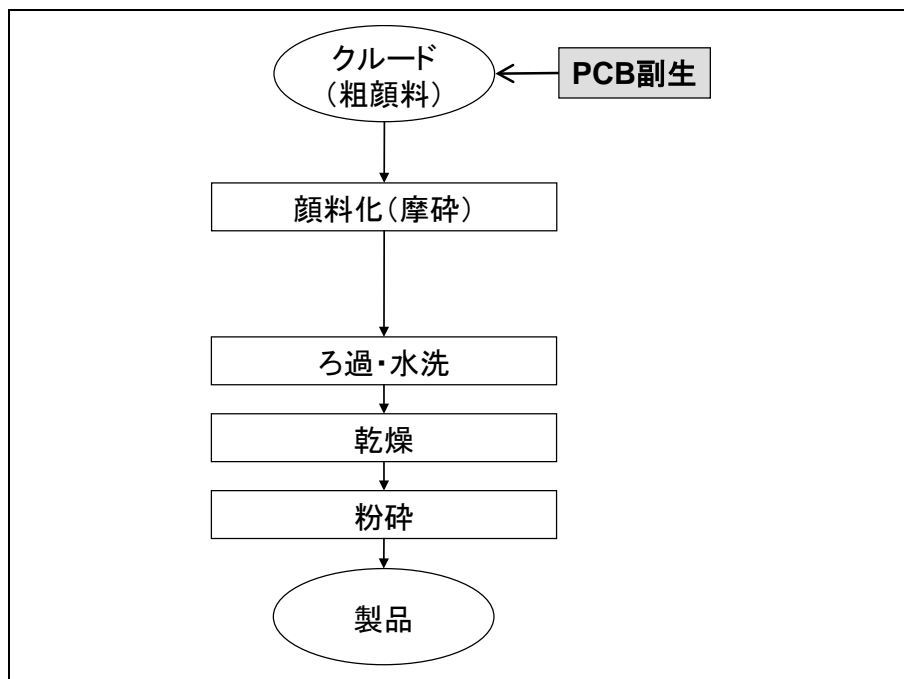 クルード
（粗顔料）
PCB副生
顔料化（摩砕）
ろ過・水洗
乾燥
粉砕
製品